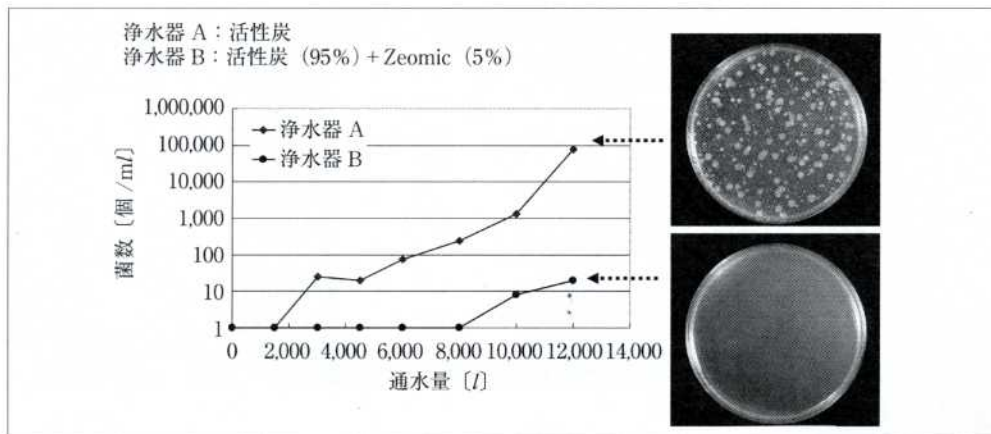 浄水器 A：活性炭
浄水器 B：活性炭（95%）+ Zeomic（5%）
1,000,000
100,000
10,000
1,000
100
10
1
菌数〔個/ml〕
浄水器 A
浄水器 B
0 2,000 4,000 6,000 8,000 10,000 12,000 14,000
通水量〔l〕